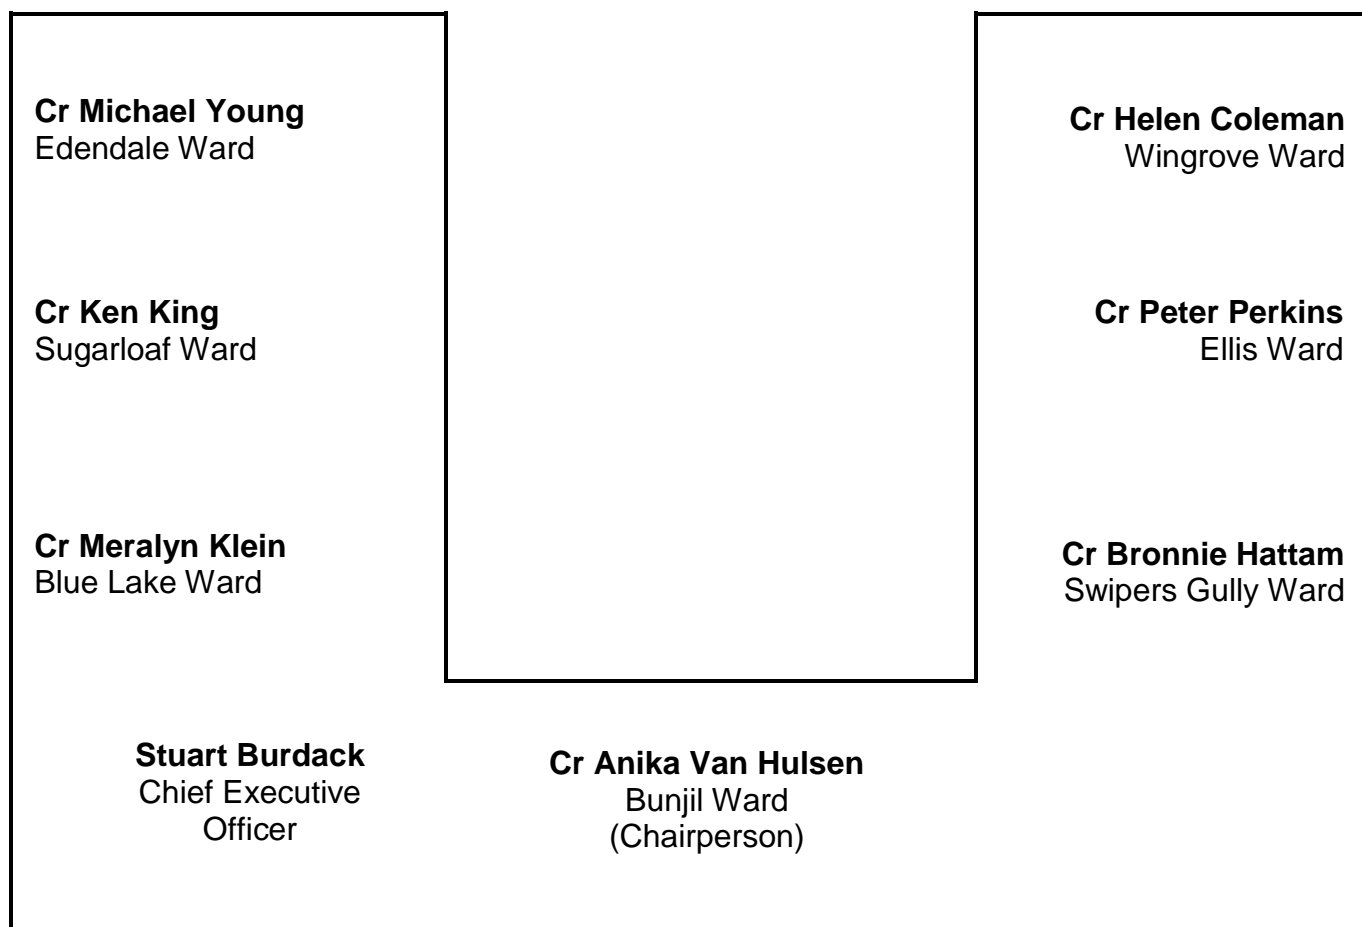 Cr Michael Young
Edendale Ward
Cr Helen Coleman
Wingrove Ward
Cr Ken King
Sugarloaf Ward
Cr Peter Perkins
Ellis Ward
Cr Meralyn Klein
Blue Lake Ward
Cr Bronnie Hattam
Swipers Gully Ward
Stuart Burdack
Chief Executive
Officer
Cr Anika Van Hulsen
Bunjil Ward
(Chairperson)